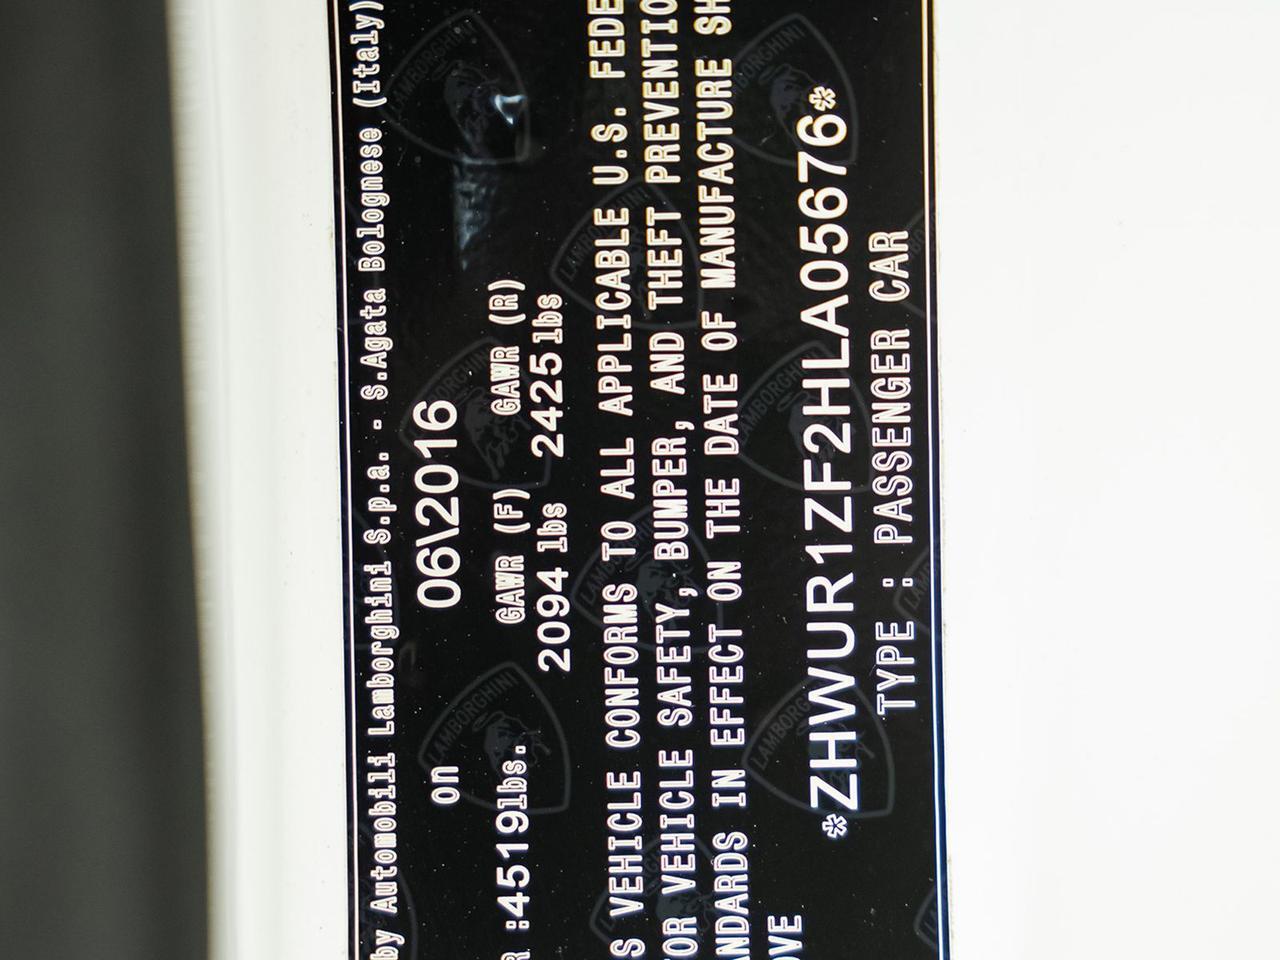 by Automobili Lamborghini S.p.a. - S.Agata Bolognese (Italy)
on 06\2016
GAWR (F) GAWR (R)
R :4519lbs. 2094 lbs 2425 lbs
S VEHICLE CONFORMS TO ALL APPLICABLE U.S. FEDE
OR VEHICLE SAFETY, BUMPER, AND THEFT PREVENTIO
NDARDS IN EFFECT ON THE DATE OF MANUFACTURE SH
OVE
*ZHWUR1ZF2HLA05676*
TYPE : PASSENGER CAR
LAMBORGHINI